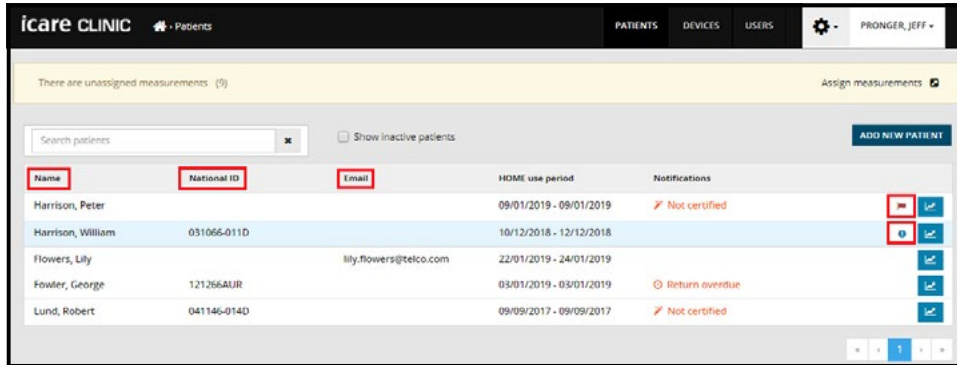 icare CLINIC Patients PATIENTS DEVICES USERS PRONGER, JEFF
There are unassigned measurements (9) Assign measurements
Search patients Show inactive patients ADD NEW PATIENT
Name National ID Email HOME use period Notifications
Harrison, Peter 09/01/2019 - 09/01/2019 Not certified
Harrison, William 031066-011D 10/12/2018 - 12/12/2018
Flowers, Lily lily.flowers@telco.com 22/01/2019 - 24/01/2019
Fowler, George 121266AUR 03/01/2019 - 03/01/2019 Return overdue
Lund, Robert 041146-014D 09/09/2017 - 09/09/2017 Not certified
« ‹ 1 › »